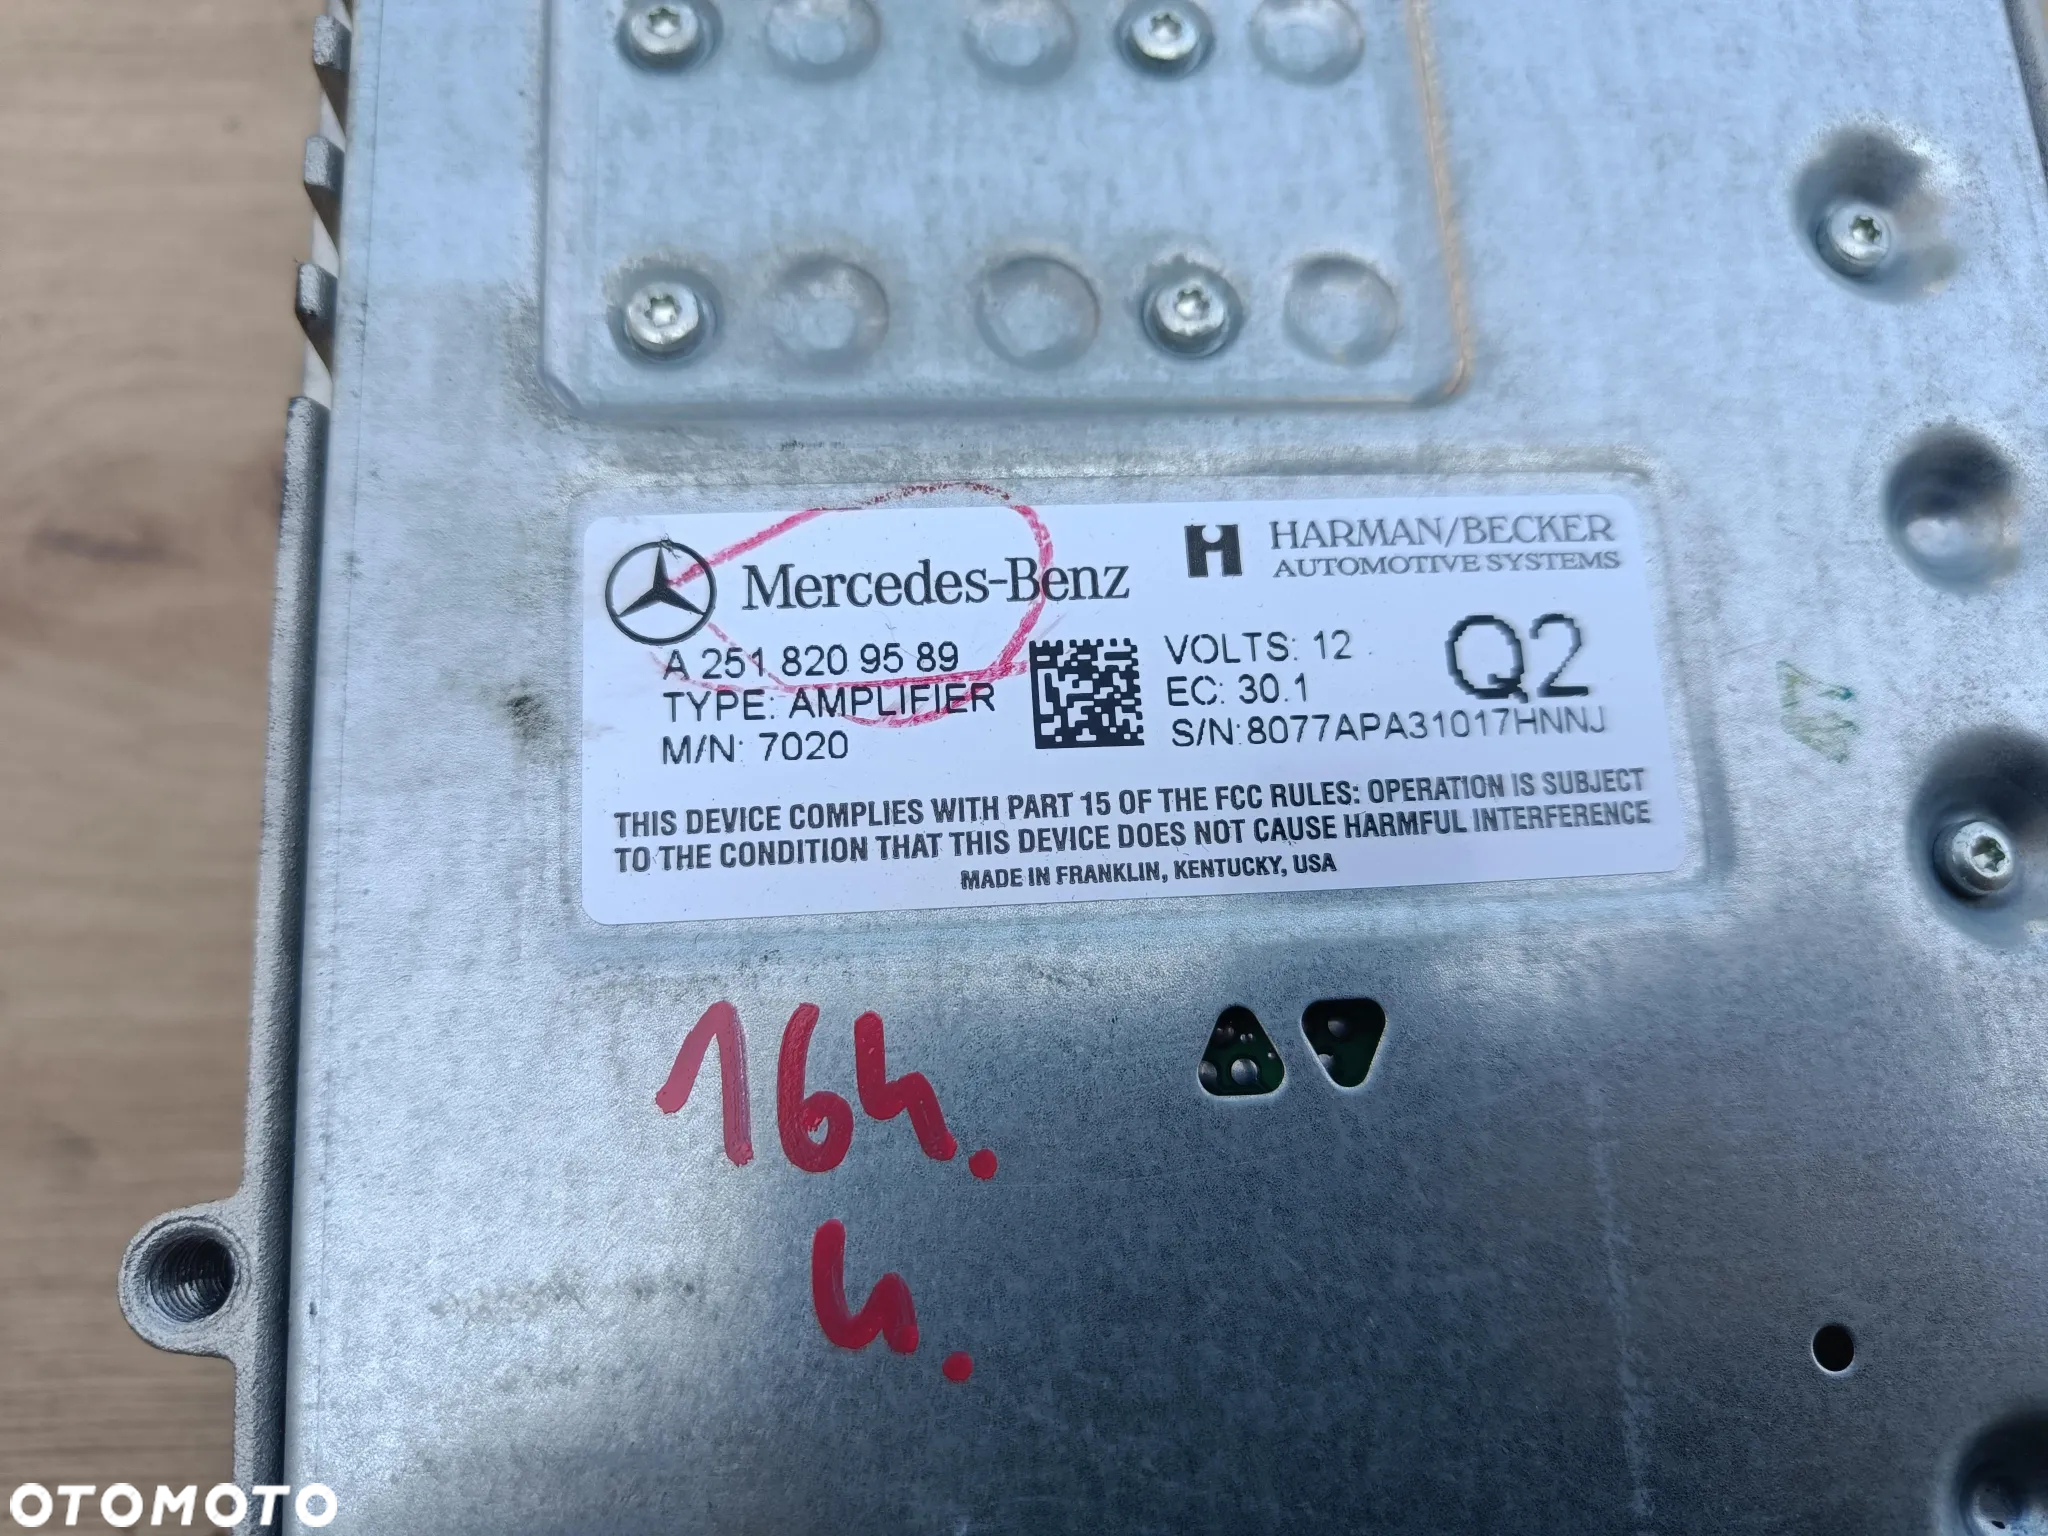 Mercedes-Benz
HARMAN/BECKER
AUTOMOTIVE SYSTEMS
A 251 820 95 89
TYPE: AMPLIFIER
M/N: 7020
VOLTS: 12
EC: 30.1
Q2
S/N:8077APA31017HNNJ
THIS DEVICE COMPLIES WITH PART 15 OF THE FCC RULES: OPERATION IS SUBJECT
TO THE CONDITION THAT THIS DEVICE DOES NOT CAUSE HARMFUL INTERFERENCE
MADE IN FRANKLIN, KENTUCKY, USA
164.
4.
OTOMOTO